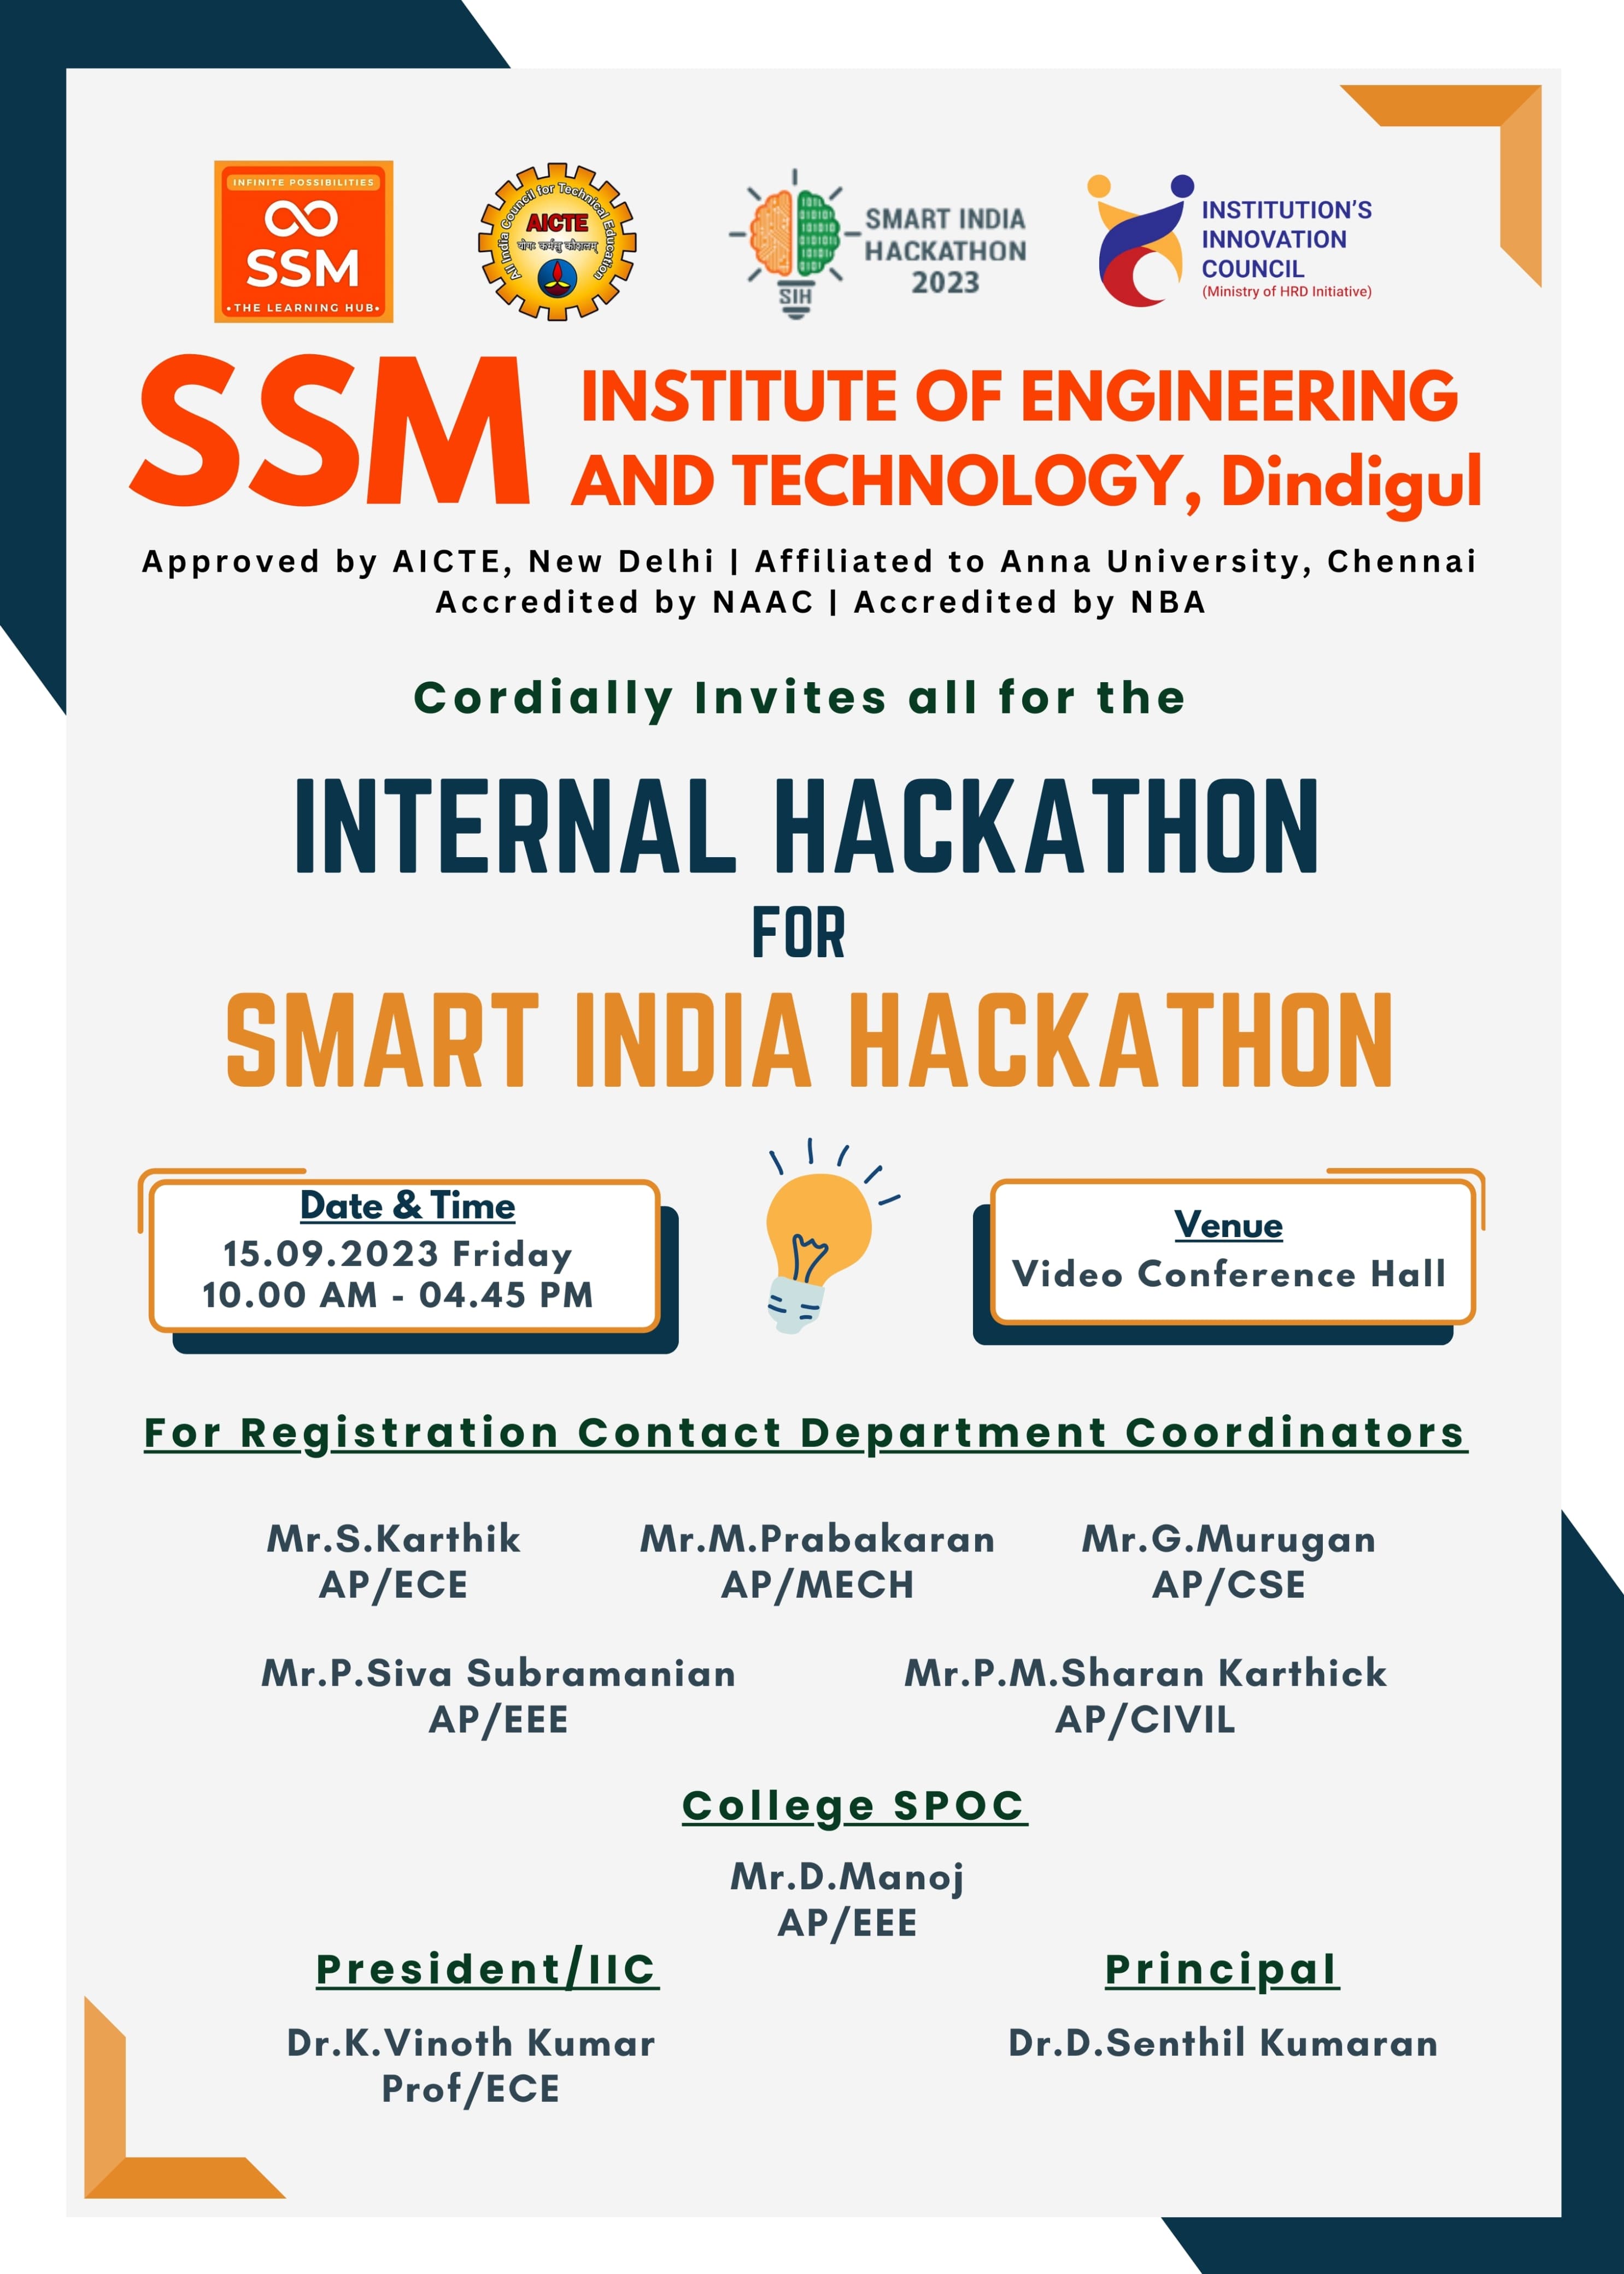 INFINITE POSSIBILITIES
SSM
•THE LEARNING HUB•
All India Council for Technical Education
AICTE
योगः कर्मसु कौशलम्
SIH
SMART INDIA
HACKATHON
2023
INSTITUTION'S
INNOVATION
COUNCIL
(Ministry of HRD Initiative)
SSM INSTITUTE OF ENGINEERING
AND TECHNOLOGY, Dindigul
Approved by AICTE, New Delhi | Affiliated to Anna University, Chennai
Accredited by NAAC | Accredited by NBA
Cordially Invites all for the
INTERNAL HACKATHON
FOR
SMART INDIA HACKATHON
Date & Time
15.09.2023 Friday
10.00 AM - 04.45 PM
Venue
Video Conference Hall
For Registration Contact Department Coordinators
Mr.S.Karthik
AP/ECE
Mr.M.Prabakaran
AP/MECH
Mr.G.Murugan
AP/CSE
Mr.P.Siva Subramanian
AP/EEE
Mr.P.M.Sharan Karthick
AP/CIVIL
College SPOC
Mr.D.Manoj
AP/EEE
President/IIC
Dr.K.Vinoth Kumar
Prof/ECE
Principal
Dr.D.Senthil Kumaran